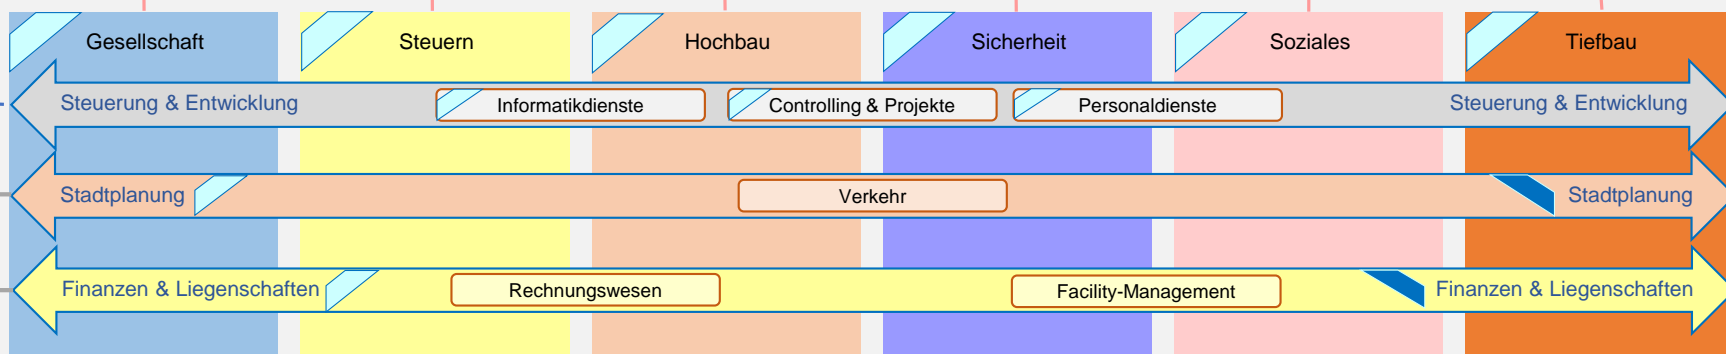 Gesellschaft
Steuern
Hochbau
Sicherheit
Soziales
Tiefbau
Steuerung & Entwicklung
Informatikdienste
Controlling & Projekte
Personaldienste
Steuerung & Entwicklung
Stadtplanung
Verkehr
Stadtplanung
Finanzen & Liegenschaften
Rechnungswesen
Facility-Management
Finanzen & Liegenschaften